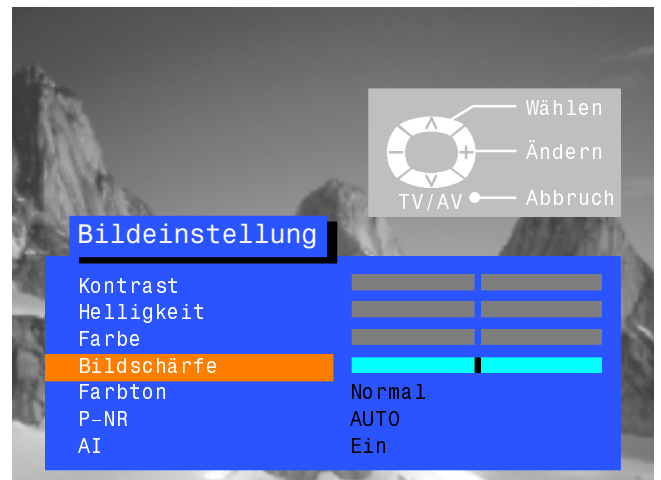 Wählen
Ändern
TV/AV Abbruch
Bildeinstellung
Kontrast
Helligkeit
Farbe
Bildschärfe
Farbton Normal
P-NR AUTO
AI Ein